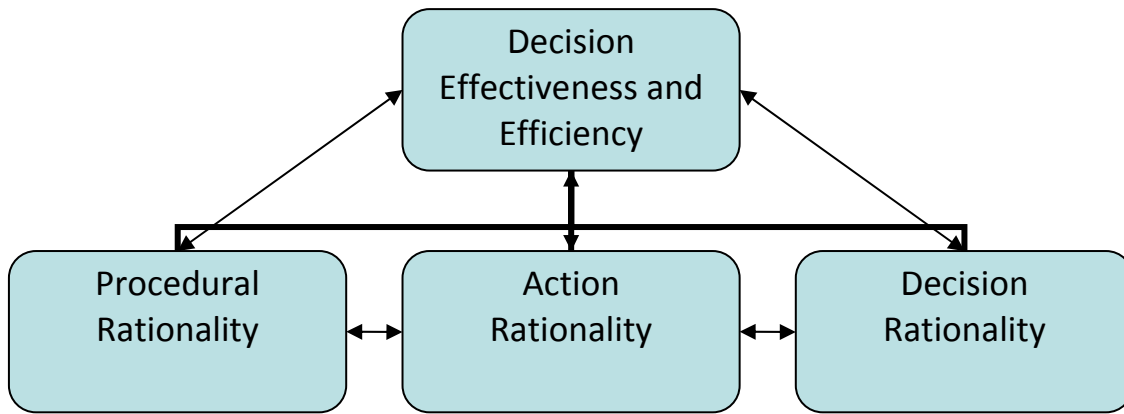 Decision
Effectiveness and
Efficiency
Procedural
Rationality
Action
Rationality
Decision
Rationality